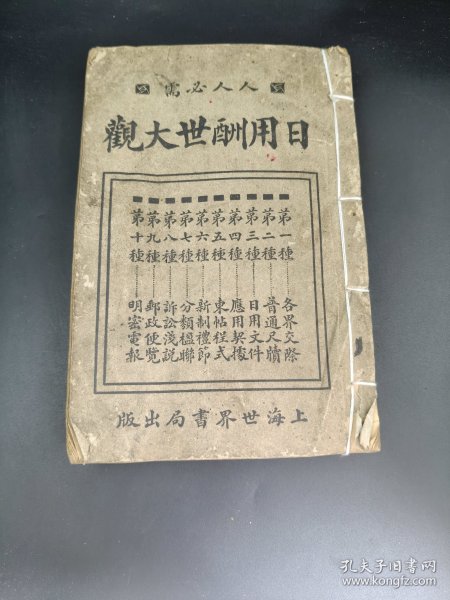 人人必需
日用酬世大觀
第一種 各界交際
第二種 普通尺牘
第三種 日用文件
第四種 應用契據
第五種 柬帖程式
第六種 新制禮節
第七種 分類楹聯
第八種 訴訟淺説
第九種 郵政便覽
第十種 明密電報
上海世界書局出版
孔夫子旧书网
www.kongfz.com